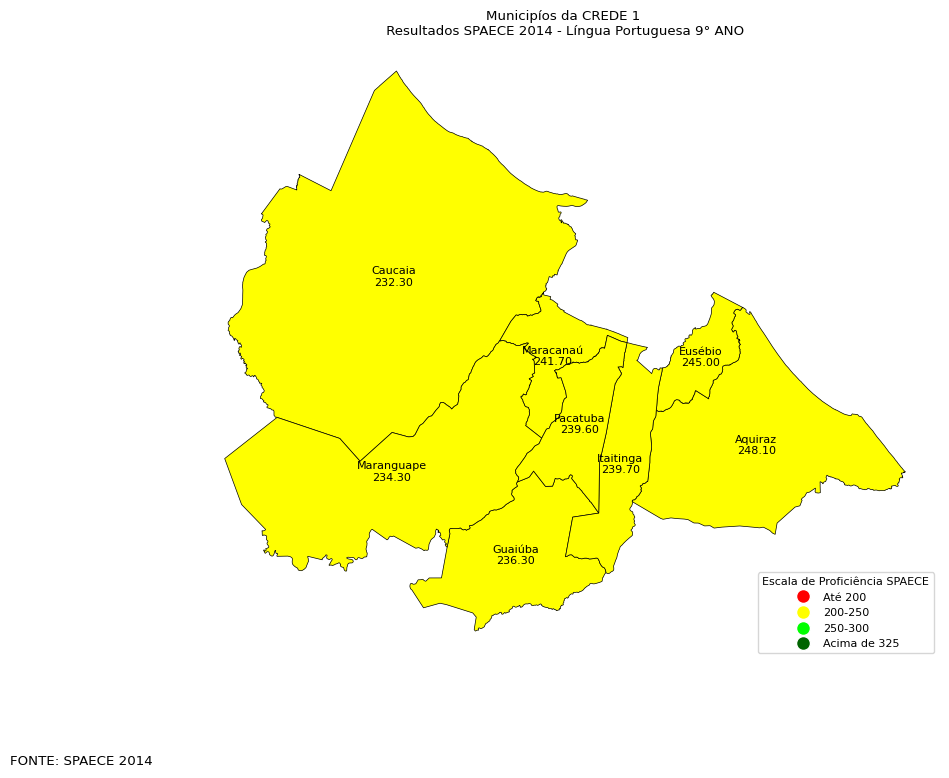 Municipíos da CREDE 1
Resultados SPAECE 2014 - Língua Portuguesa 9° ANO
Caucaia
232.30
Maracanaú
241.70
Eusébio
245.00
Pacatuba
239.60
Aquiraz
248.10
Itaitinga
239.70
Maranguape
234.30
Guaiúba
236.30
Escala de Proficiência SPAECE
Até 200
200-250
250-300
Acima de 325
FONTE: SPAECE 2014